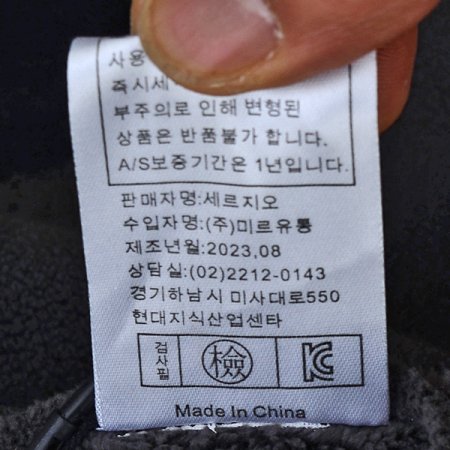 사용
즉시세
부주의로 인해 변형된
상품은 반품불가 합니다.
A/S보증기간은 1년입니다.
판매자명:세르지오
수입자명:(주)미르유통
제조년월:2023,08
상담실:(02)2212-0143
경기하남시 미사대로550
현대지식산업센타
검사필 檢 KC
Made In China